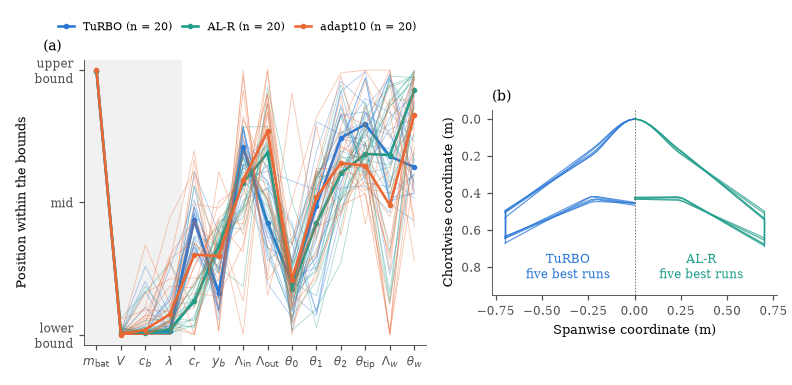 TuRBO (n = 20) AL-R (n = 20) adapt10 (n = 20)
(a)
upper
bound
mid
lower
bound
Position within the bounds
m_bat V c_b λ c_r y_b Λ_in Λ_out θ_0 θ_1 θ_2 θ_tip Λ_w θ_w
(b)
0.0
0.2
0.4
0.6
0.8
Chordwise coordinate (m)
TuRBO
five best runs
AL-R
five best runs
−0.75 −0.50 −0.25 0.00 0.25 0.50 0.75
Spanwise coordinate (m)